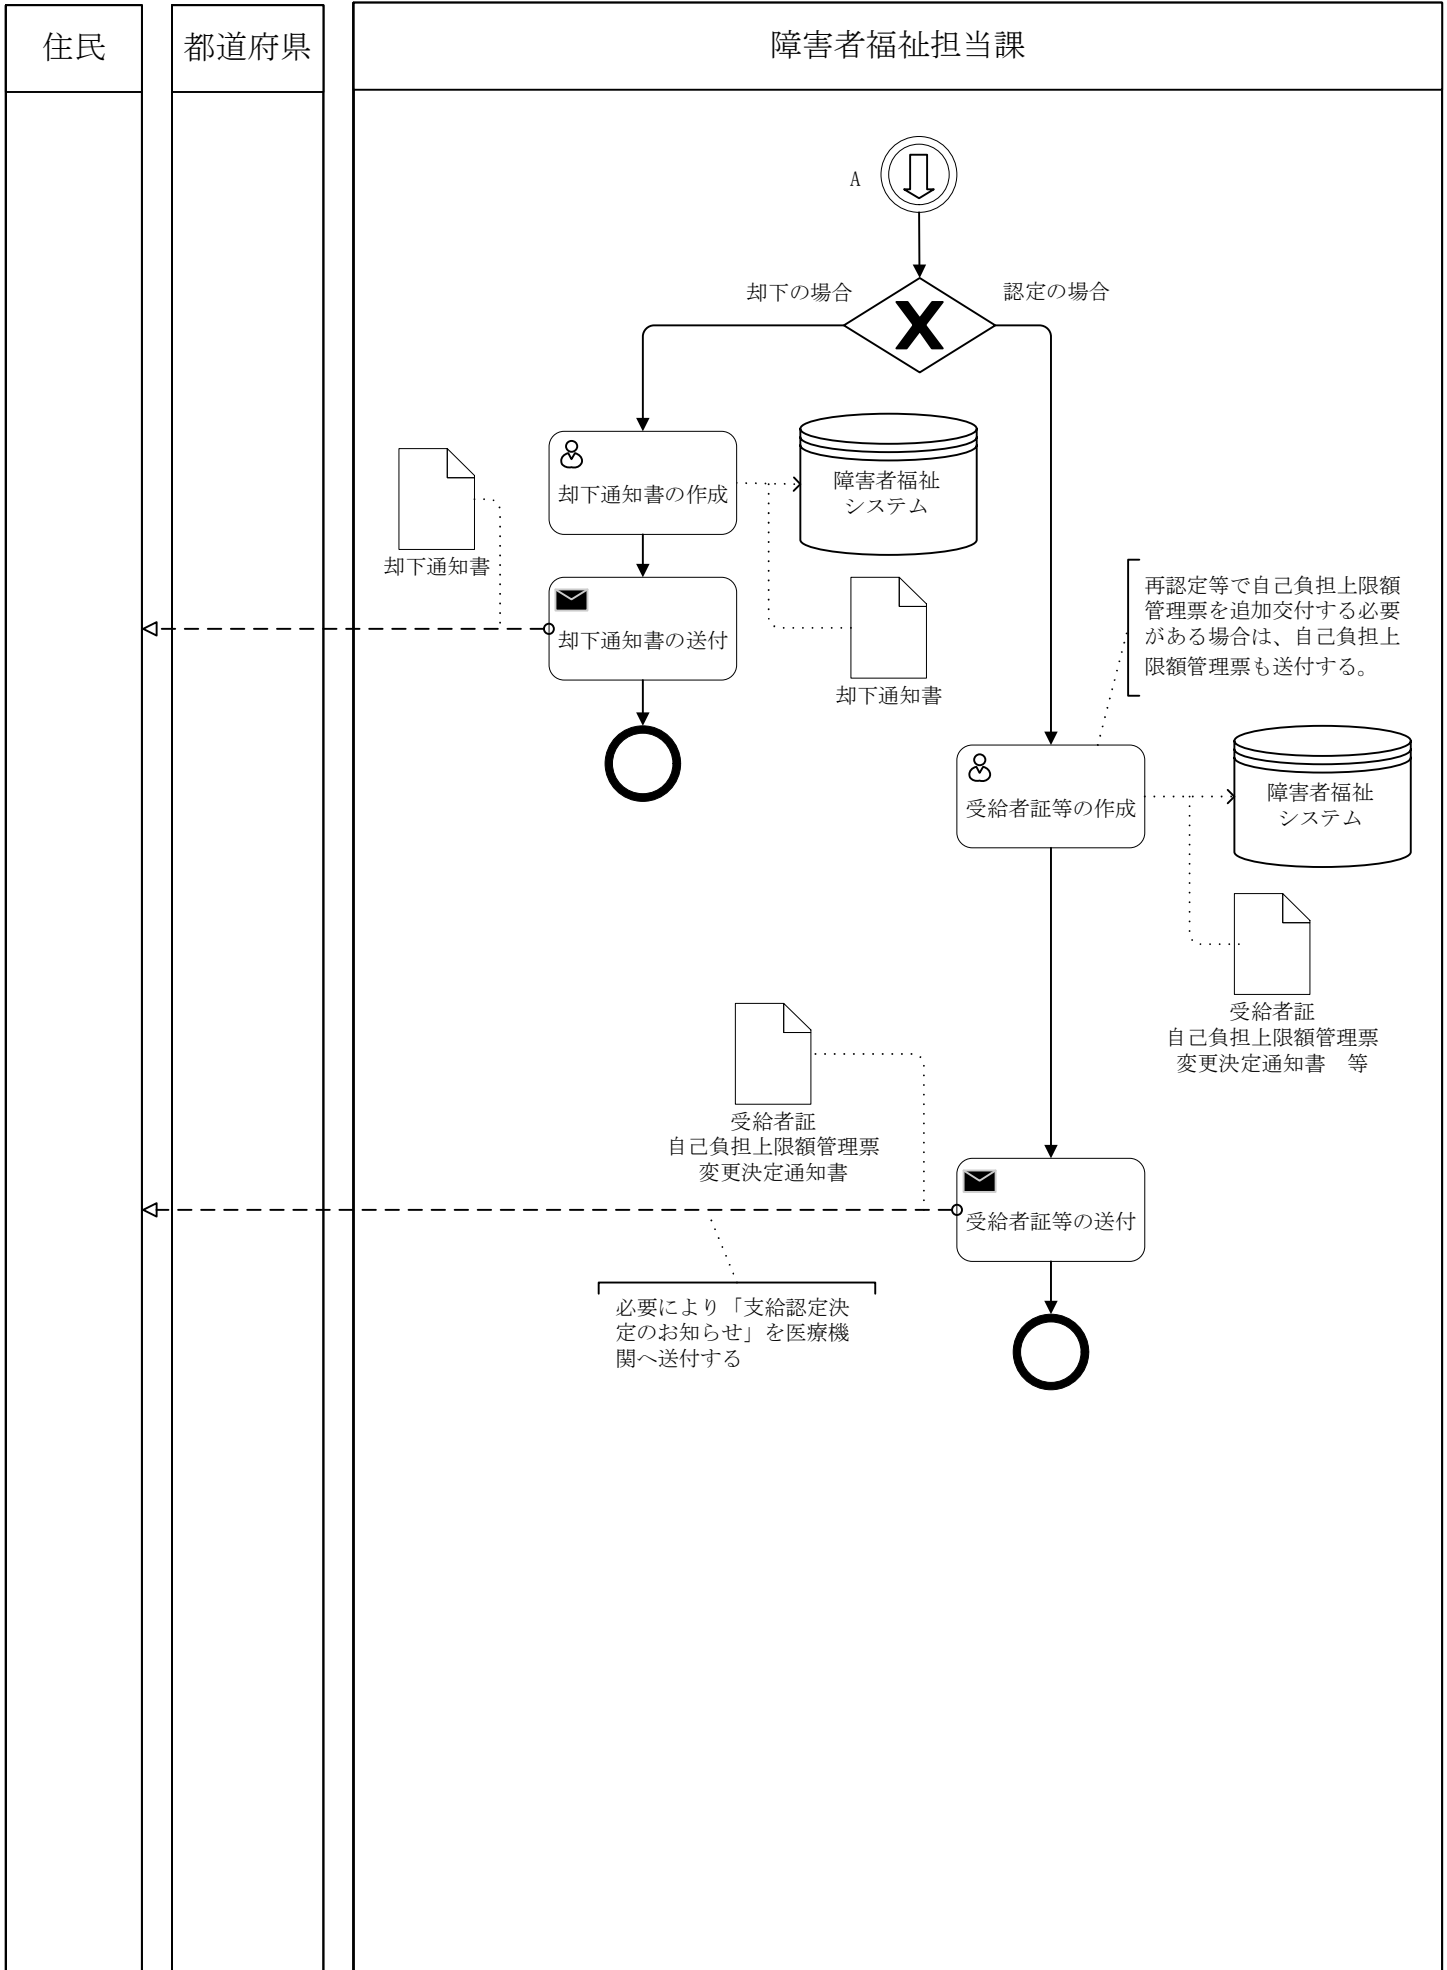 住民
都道府県
障害者福祉担当課
A
却下の場合
認定の場合
却下通知書の作成
障害者福祉
システム
却下通知書
却下通知書の送付
却下通知書
再認定等で自己負担上限額
管理票を追加交付する必要
がある場合は、自己負担上
限額管理票も送付する。
受給者証等の作成
障害者福祉
システム
受給者証
自己負担上限額管理票
変更決定通知書　等
受給者証
自己負担上限額管理票
変更決定通知書
受給者証等の送付
必要により「支給認定決
定のお知らせ」を医療機
関へ送付する